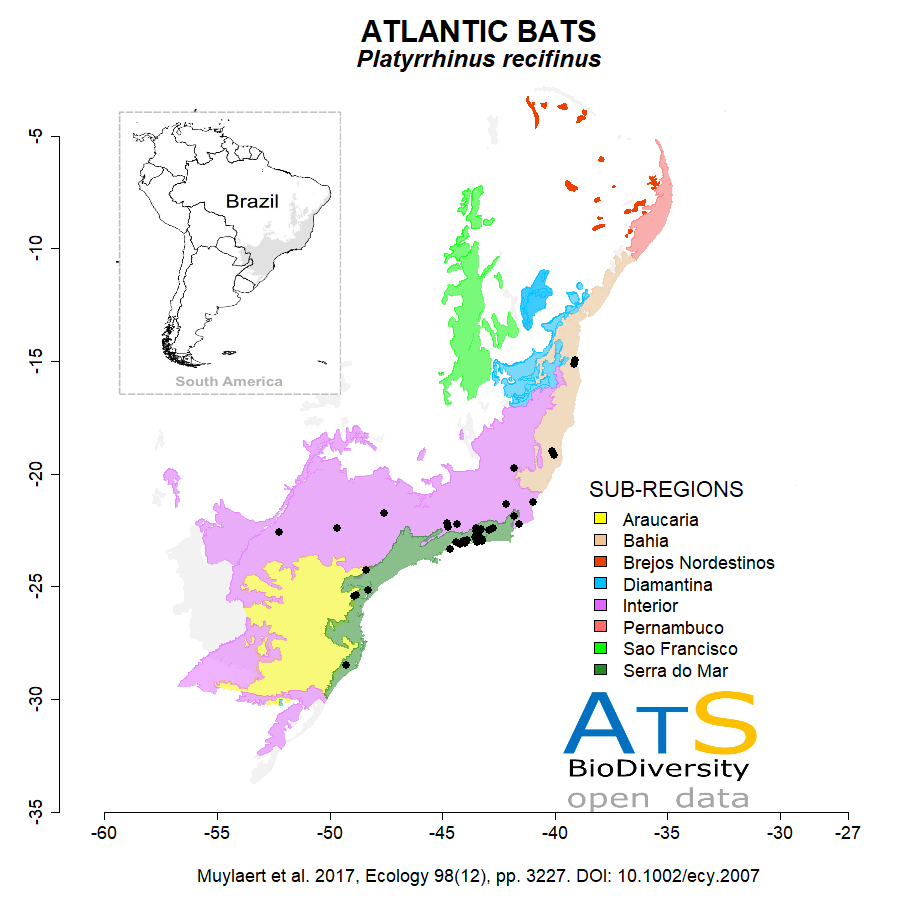 ATLANTIC BATS
Platyrrhinus recifinus
Brazil
South America
-5
-10
-15
-20
-25
-30
-35
SUB-REGIONS
Araucaria
Bahia
Brejos Nordestinos
Diamantina
Interior
Pernambuco
Sao Francisco
Serra do Mar
ATS
BioDiversity
open data
-60 -55 -50 -45 -40 -35 -30 -27
Muylaert et al. 2017, Ecology 98(12), pp. 3227. DOI: 10.1002/ecy.2007